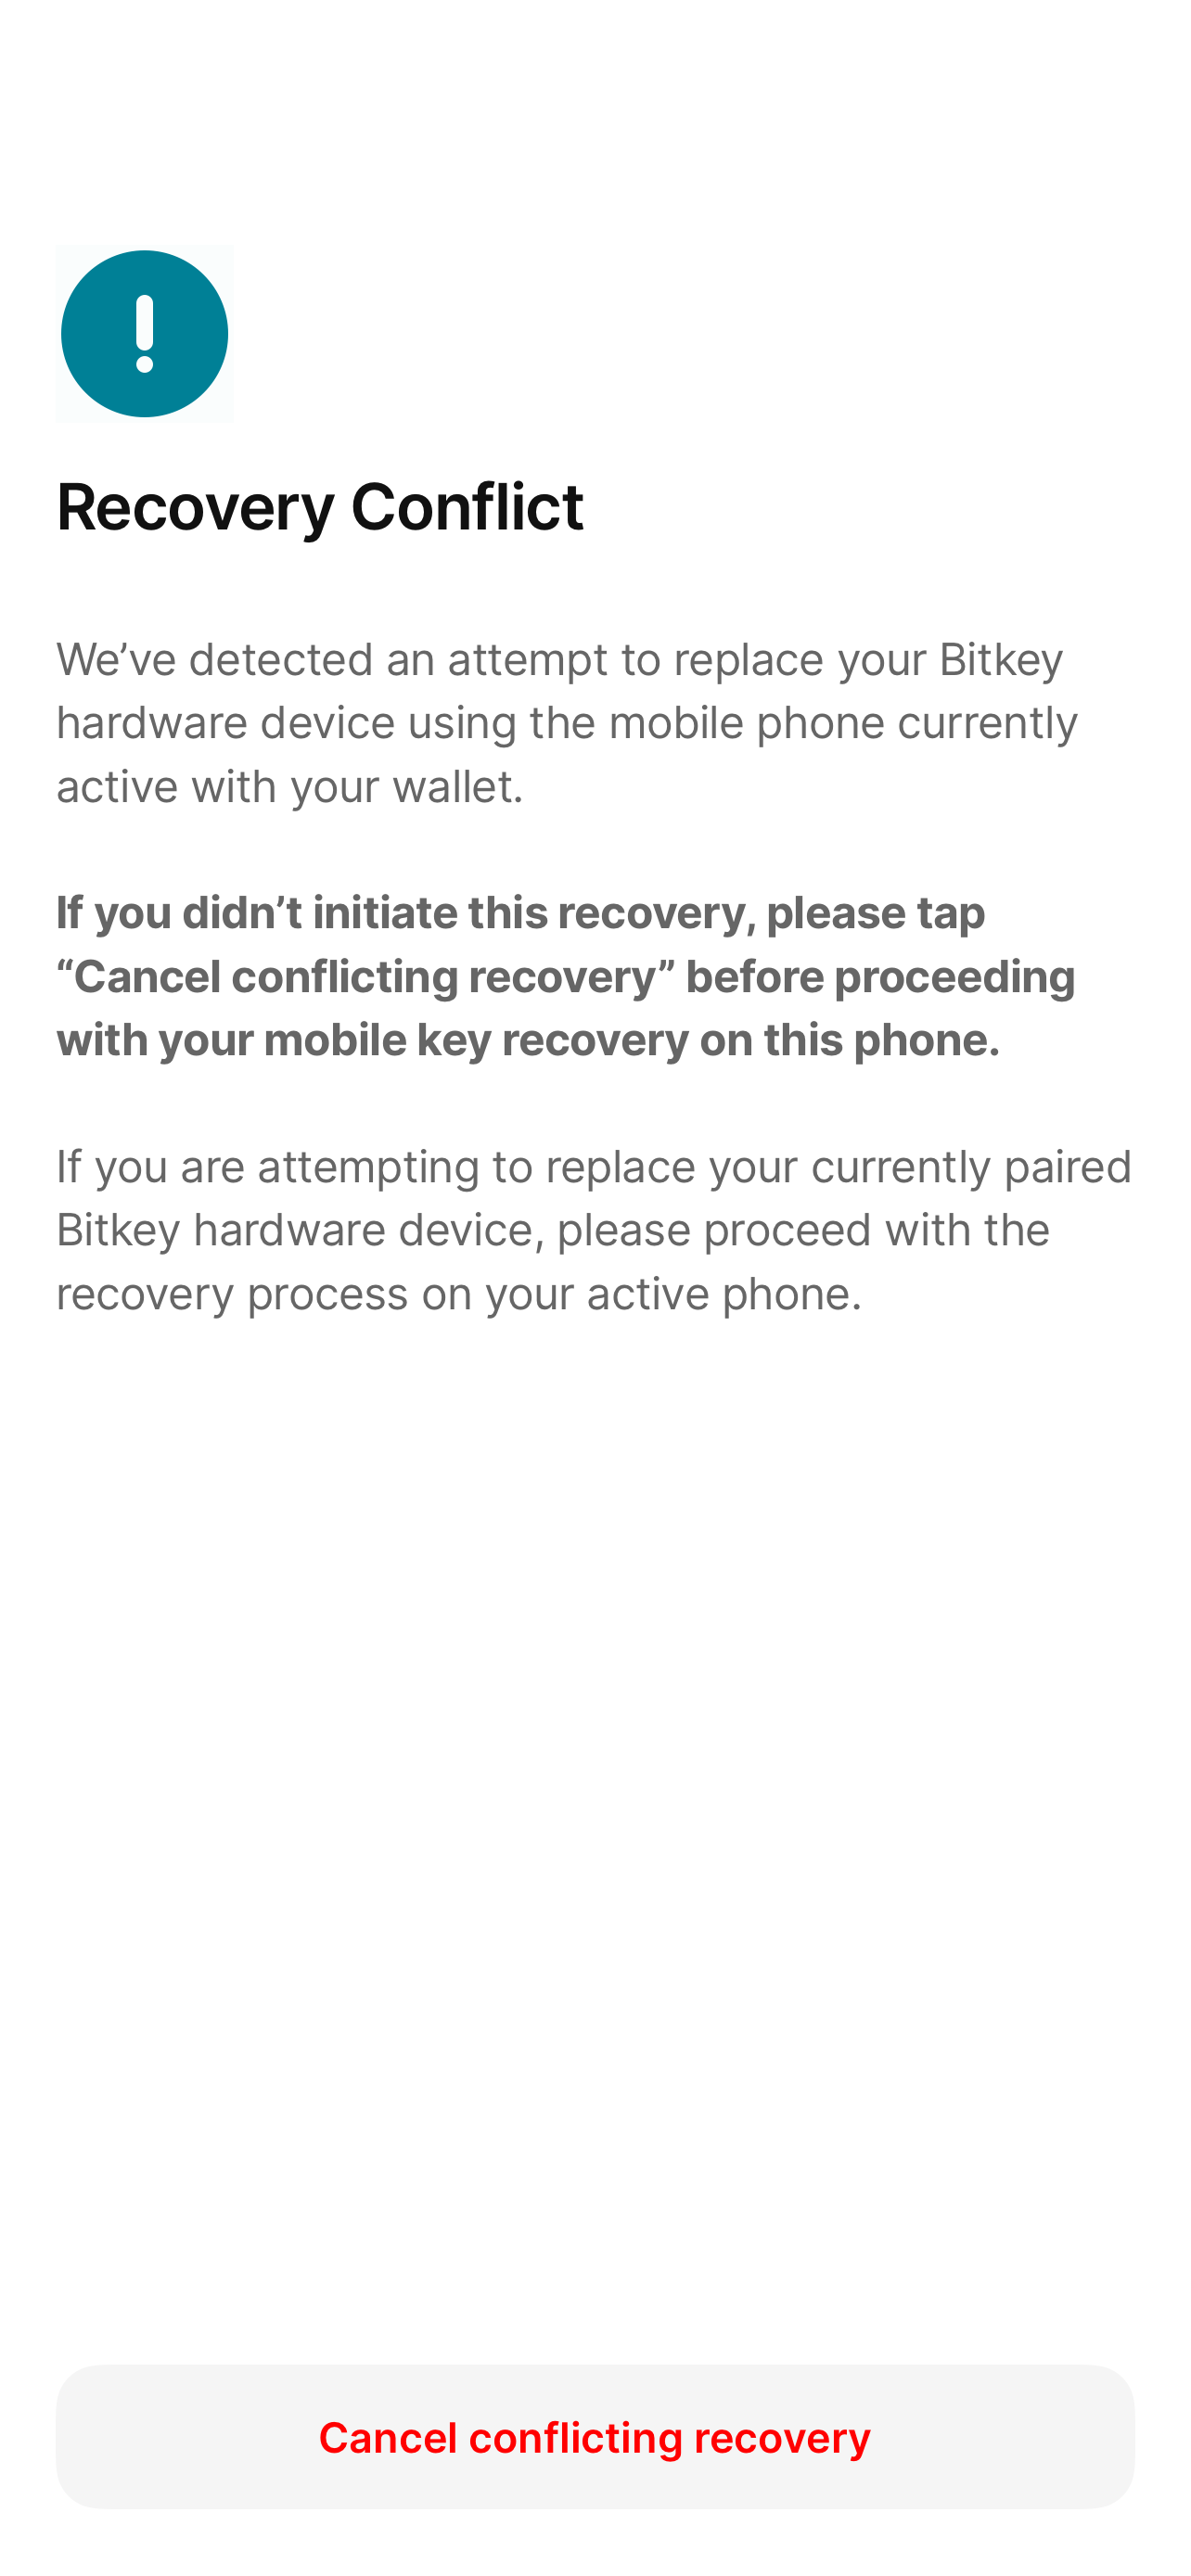 Recovery Conflict
We’ve detected an attempt to replace your Bitkey
hardware device using the mobile phone currently
active with your wallet.
If you didn’t initiate this recovery, please tap
“Cancel conflicting recovery” before proceeding
with your mobile key recovery on this phone.
If you are attempting to replace your currently paired
Bitkey hardware device, please proceed with the
recovery process on your active phone.
Cancel conflicting recovery